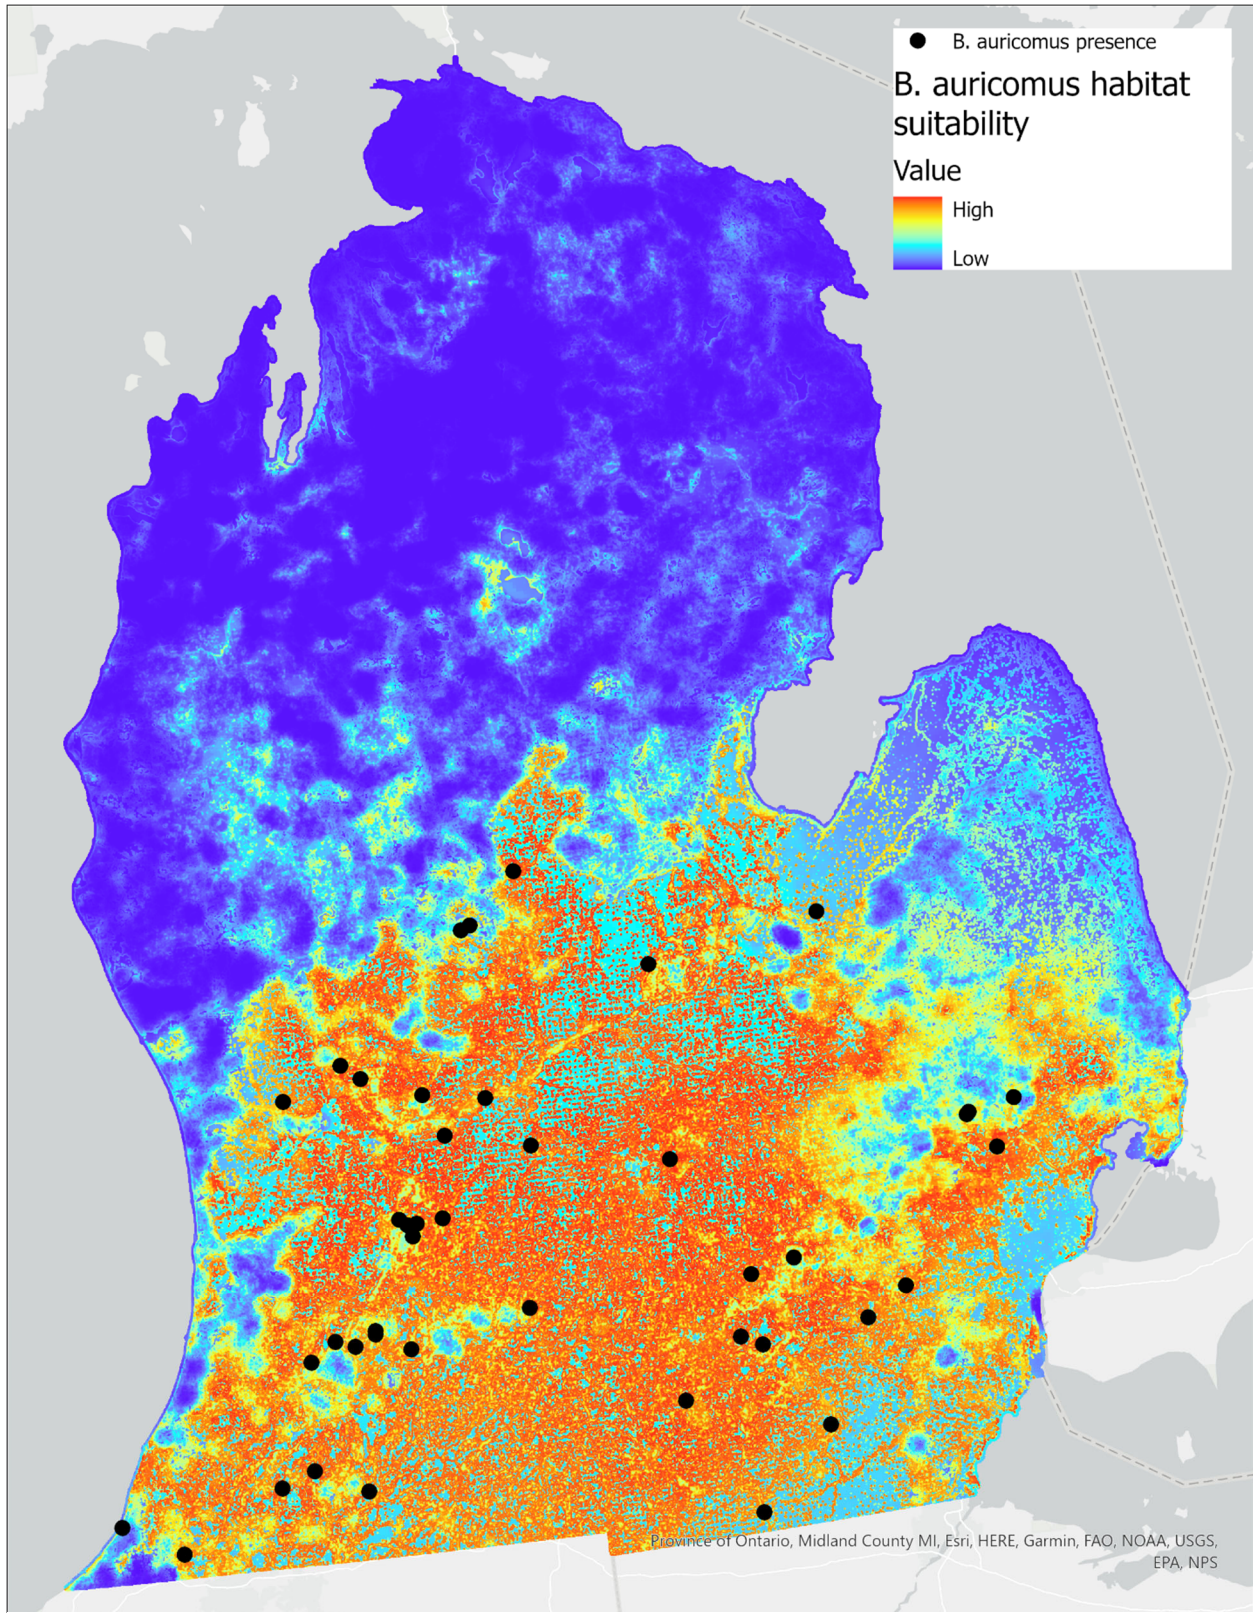 B. auricomus presence
B. auricomus habitat
suitability
Value
High
Low
Province of Ontario, Midland County MI, Esri, HERE, Garmin, FAO, NOAA, USGS,
EPA, NPS